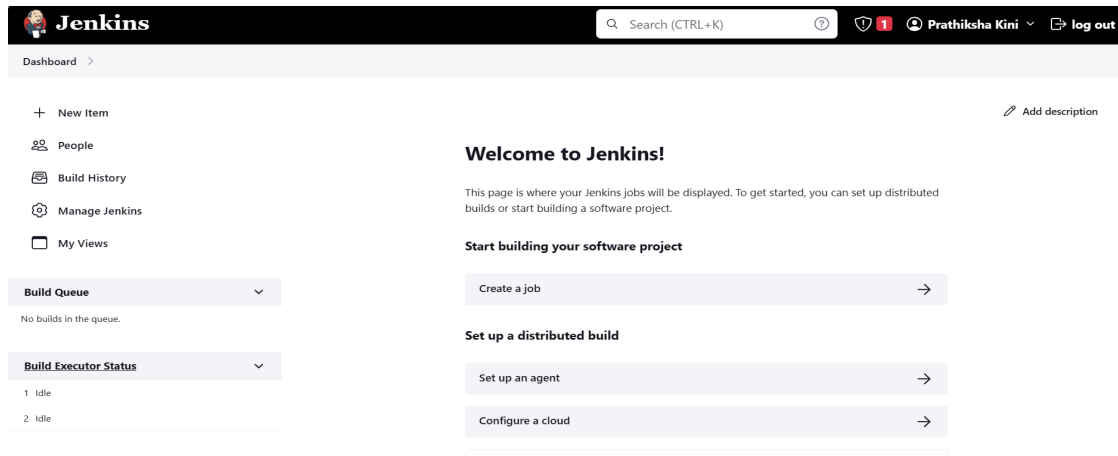 Jenkins
Search (CTRL+K)
1
Prathiksha Kini
log out
Dashboard
New Item
People
Build History
Manage Jenkins
My Views
Build Queue
No builds in the queue.
Build Executor Status
1 Idle
2 Idle
Add description
Welcome to Jenkins!
This page is where your Jenkins jobs will be displayed. To get started, you can set up distributed
builds or start building a software project.
Start building your software project
Create a job
Set up a distributed build
Set up an agent
Configure a cloud